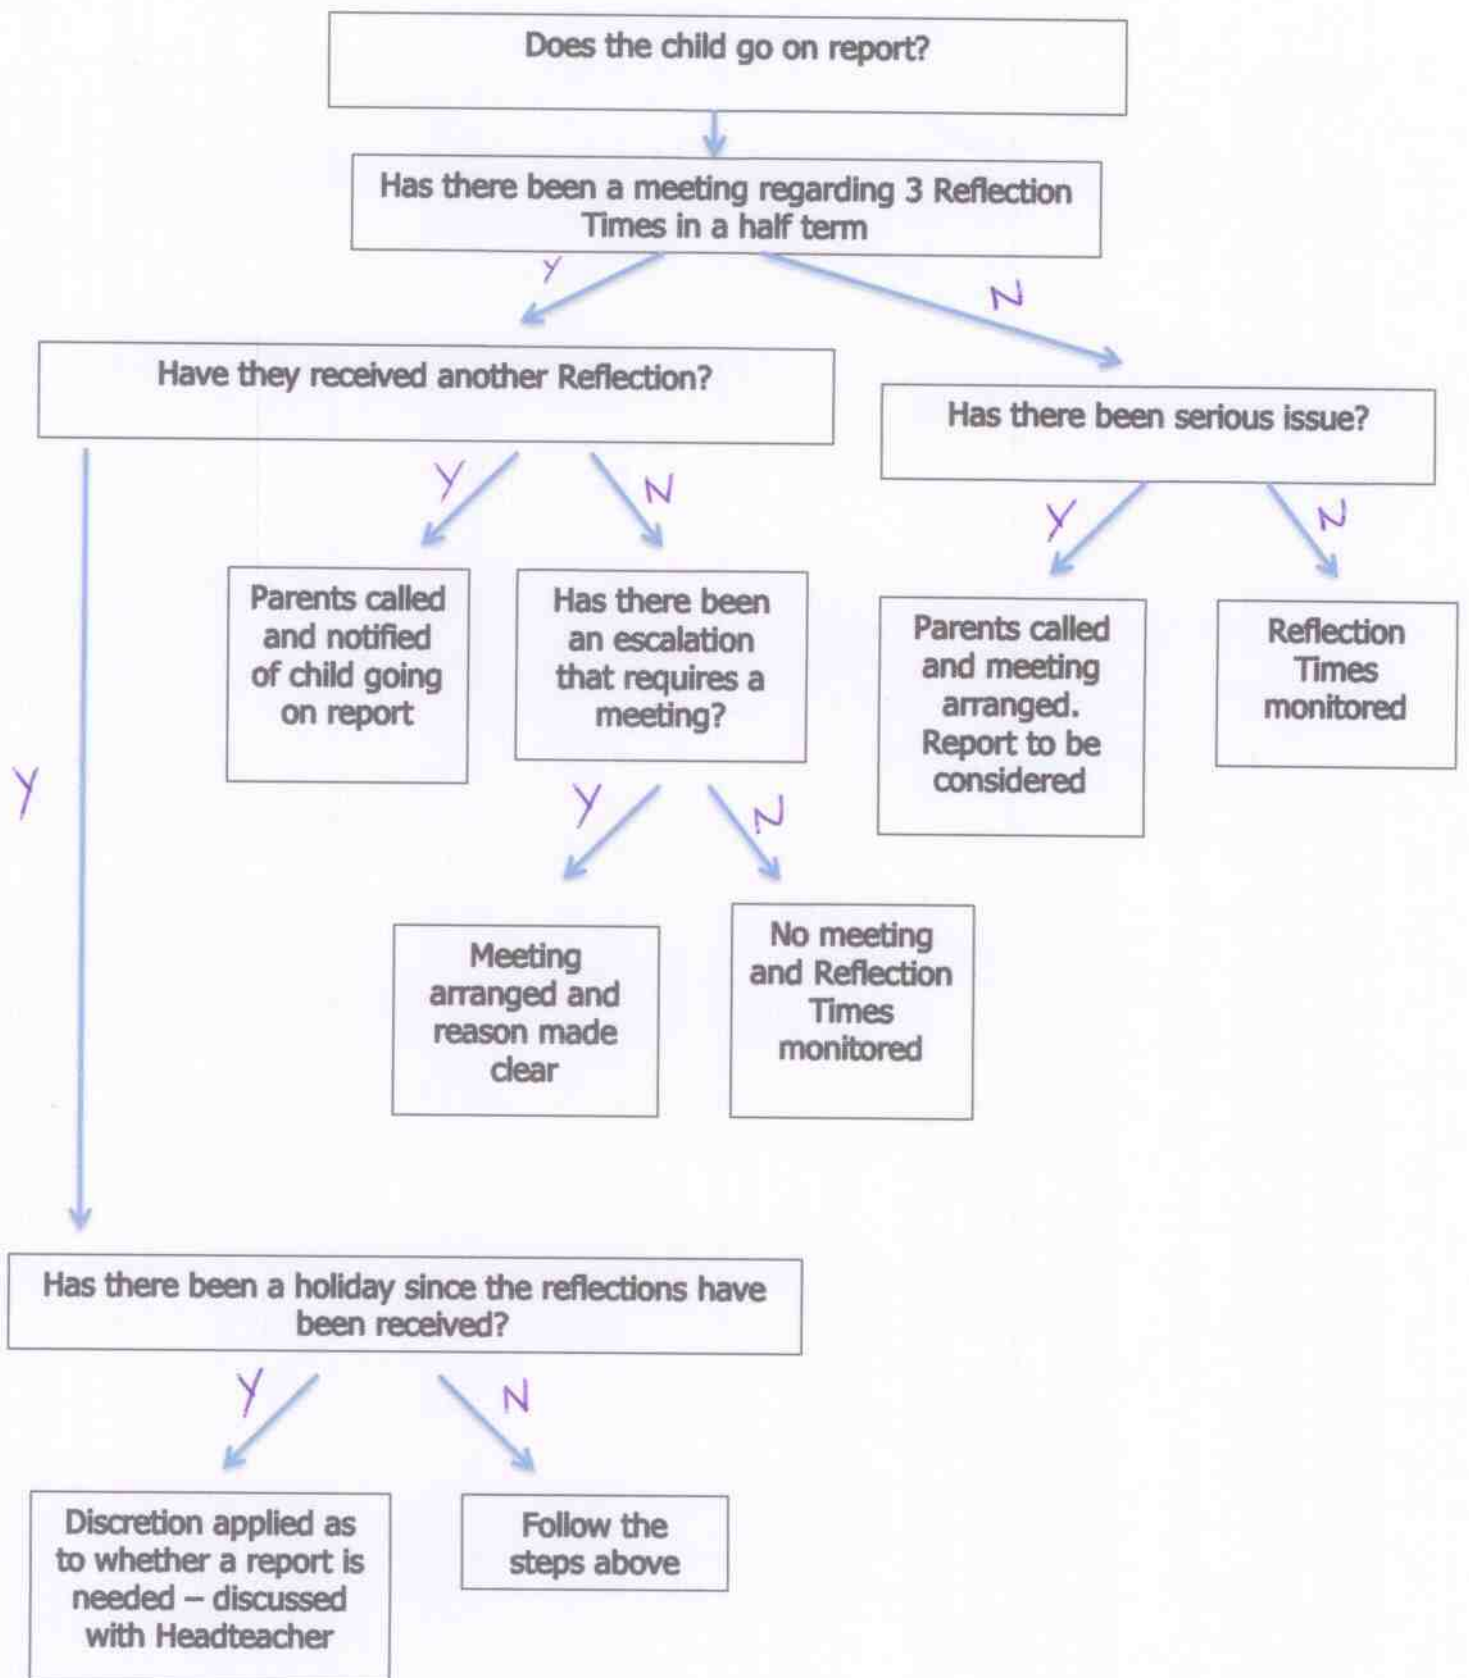 Does the child go on report?
Has there been a meeting regarding 3 Reflection
Times in a half term
Y
N
Have they received another Reflection?
Has there been serious issue?
Y
N
Y
N
Parents called
and notified
of child going
on report
Has there been
an escalation
that requires a
meeting?
Parents called
and meeting
arranged.
Report to be
considered
Reflection
Times
monitored
Y
Y
N
Meeting
arranged and
reason made
clear
No meeting
and Reflection
Times
monitored
Has there been a holiday since the reflections have
been received?
Y
N
Discretion applied as
to whether a report is
needed – discussed
with Headteacher
Follow the
steps above